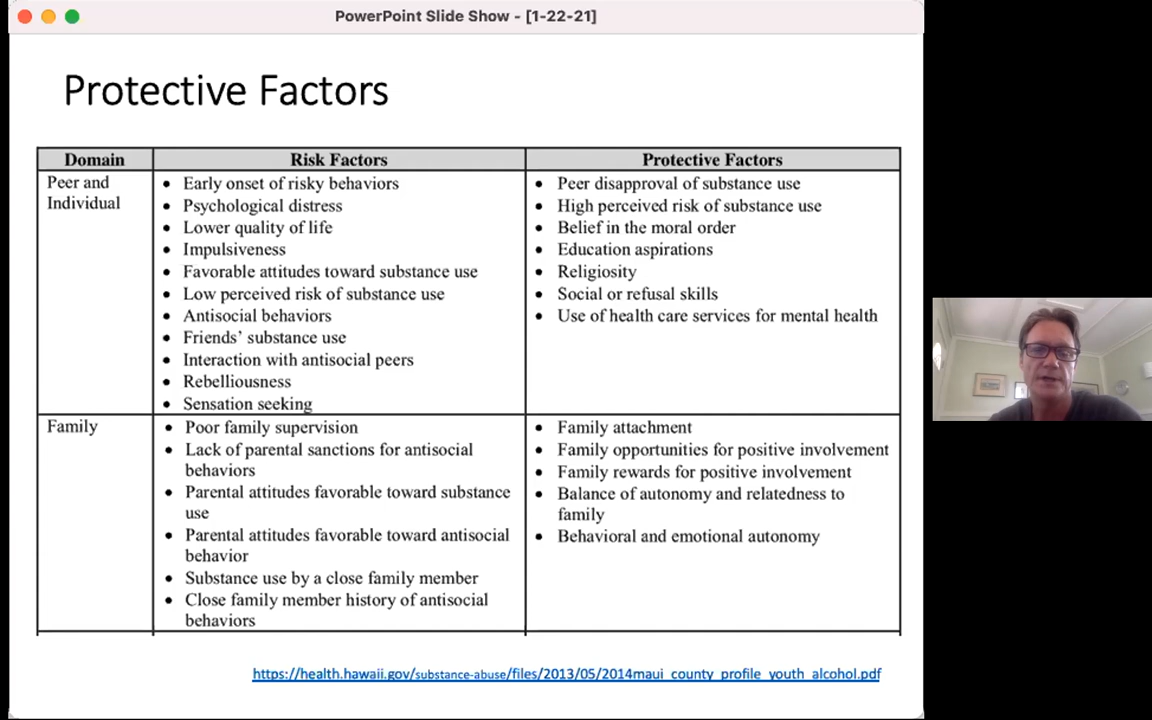 PowerPoint Slide Show - [1-22-21]
Protective Factors
Domain
Risk Factors
Protective Factors
Peer and
Individual
• Early onset of risky behaviors
• Psychological distress
• Lower quality of life
• Impulsiveness
• Favorable attitudes toward substance use
• Low perceived risk of substance use
• Antisocial behaviors
• Friends’ substance use
• Interaction with antisocial peers
• Rebelliousness
• Sensation seeking
• Peer disapproval of substance use
• High perceived risk of substance use
• Belief in the moral order
• Education aspirations
• Religiosity
• Social or refusal skills
• Use of health care services for mental health
Family
• Poor family supervision
• Lack of parental sanctions for antisocial
behaviors
• Parental attitudes favorable toward substance
use
• Parental attitudes favorable toward antisocial
behavior
• Substance use by a close family member
• Close family member history of antisocial
behaviors
• Family attachment
• Family opportunities for positive involvement
• Family rewards for positive involvement
• Balance of autonomy and relatedness to
family
• Behavioral and emotional autonomy
https://health.hawaii.gov/substance-abuse/files/2013/05/2014maui_county_profile_youth_alcohol.pdf